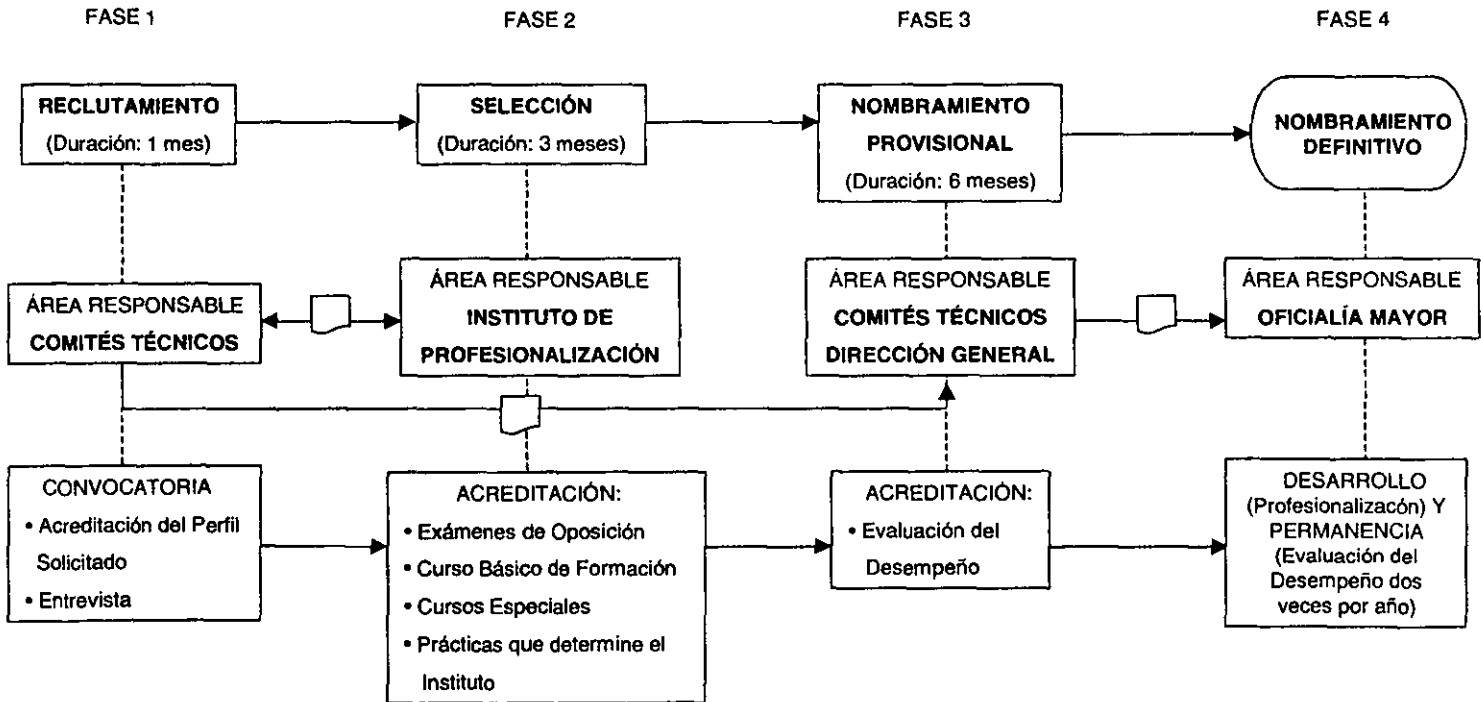 FASE 1
FASE 2
FASE 3
FASE 4
RECLUTAMIENTO
(Duración: 1 mes)
SELECCIÓN
(Duración: 3 meses)
NOMBRAMIENTO
PROVISIONAL
(Duración: 6 meses)
NOMBRAMIENTO
DEFINITIVO
ÁREA RESPONSABLE
COMITÉS TÉCNICOS
ÁREA RESPONSABLE
INSTITUTO DE
PROFESIONALIZACIÓN
ÁREA RESPONSABLE
COMITÉS TÉCNICOS
DIRECCIÓN GENERAL
ÁREA RESPONSABLE
OFICIALÍA MAYOR
CONVOCATORIA
• Acreditación del Perfil
Solicitado
• Entrevista
ACREDITACIÓN:
• Exámenes de Oposición
• Curso Básico de Formación
• Cursos Especiales
• Prácticas que determine el
Instituto
ACREDITACIÓN:
• Evaluación del
Desempeño
DESARROLLO
(Profesionalizacón) Y
PERMANENCIA
(Evaluación del
Desempeño dos
veces por año)